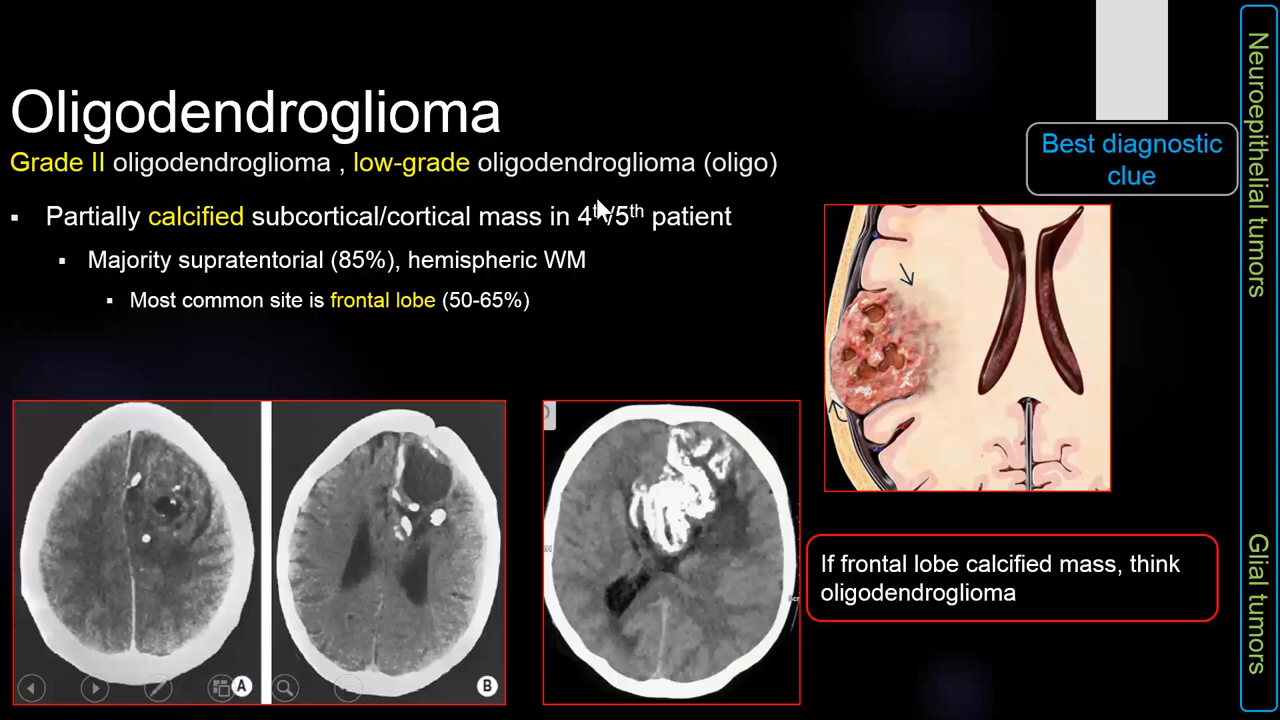 Oligodendroglioma
Grade II oligodendroglioma , low-grade oligodendroglioma (oligo)
▪ Partially calcified subcortical/cortical mass in 4th/5th patient
▪ Majority supratentorial (85%), hemispheric WM
▪ Most common site is frontal lobe (50-65%)
Best diagnostic
clue
If frontal lobe calcified mass, think
oligodendroglioma
A
B
Neuroepithelial tumors
Glial tumors